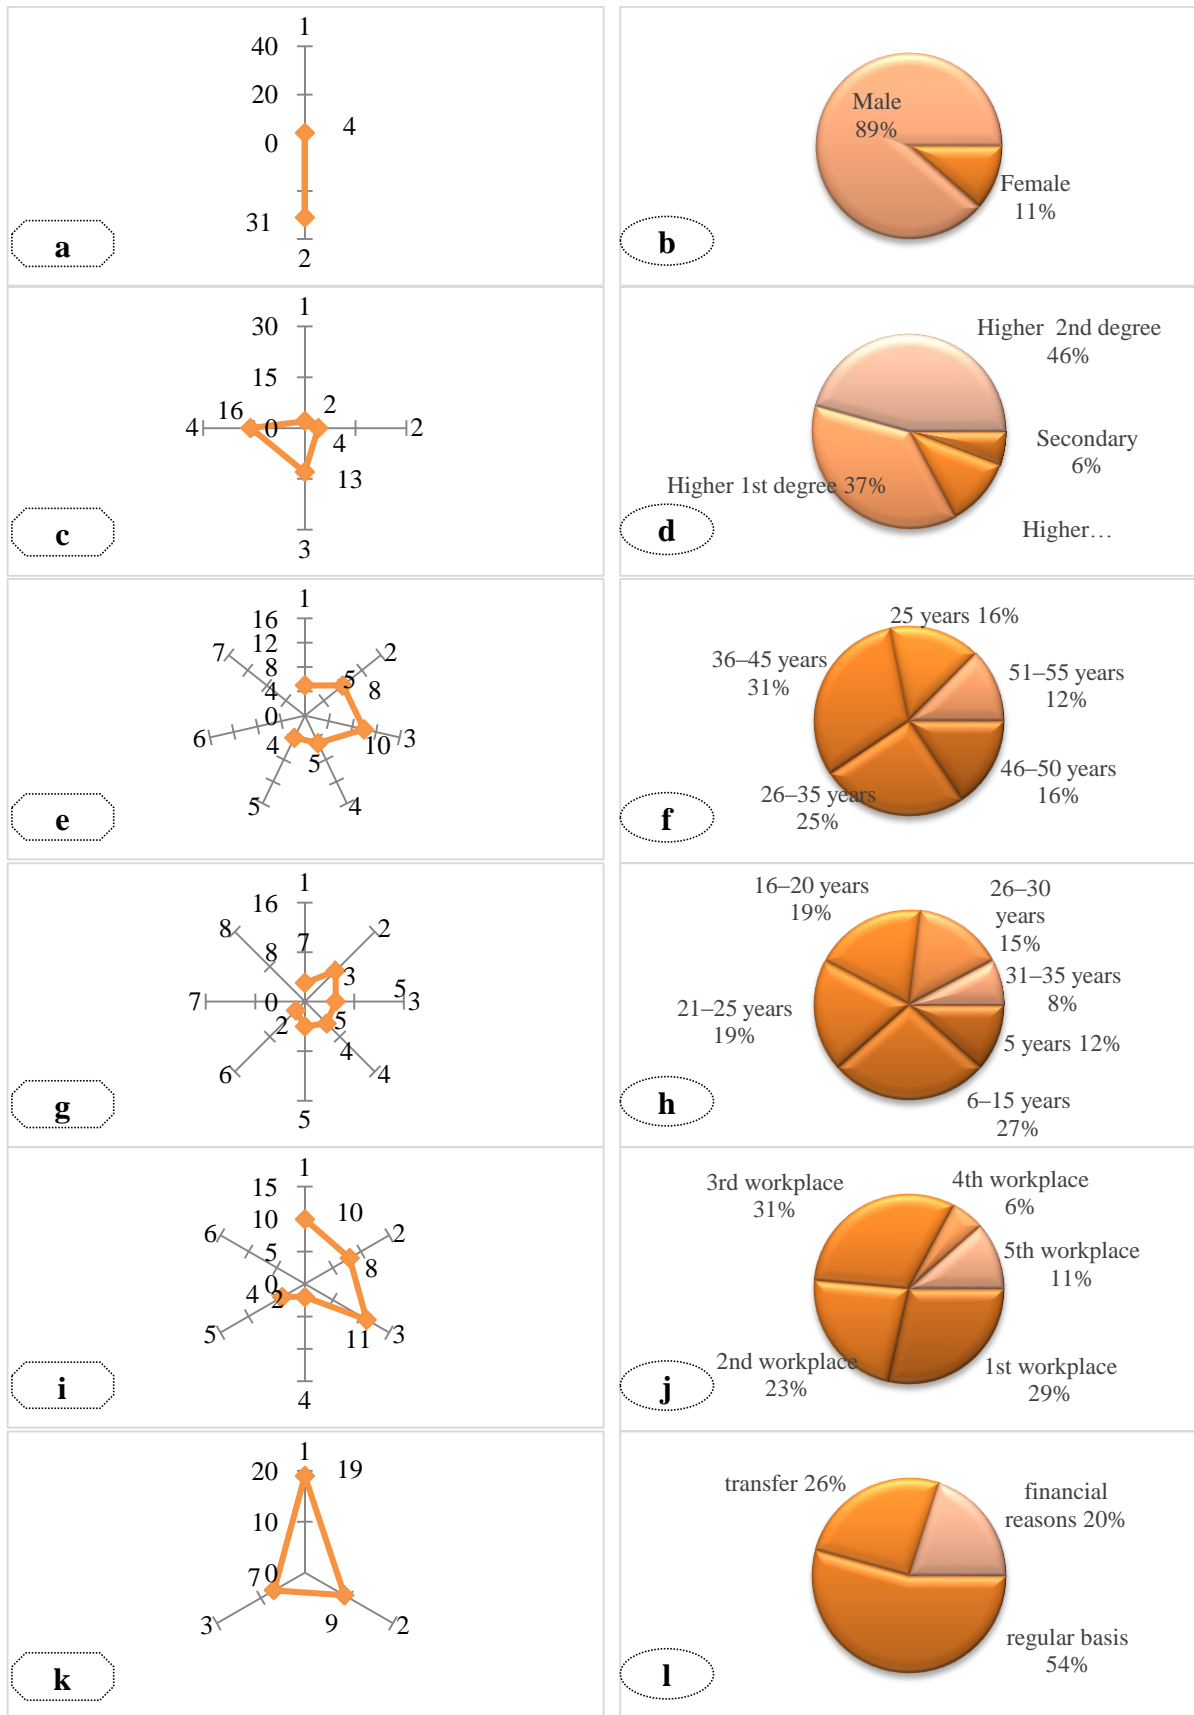 1
40
20
0
4
31
2
a
Male
89%
Female
11%
b
1
30
15
0
16
2
4
2
4
13
3
c
Higher 2nd degree
46%
Secondary
6%
Higher 1st degree 37%
Higher…
d
1
16
12
8
4
0
7
2
5
8
6
10
3
4
5
5
4
e
25 years 16%
36–45 years
31%
51–55 years
12%
46–50 years
16%
26–35 years
25%
f
1
16
8
0
8
7
2
3
7
5
3
5
2
4
6
4
5
g
16–20 years
19%
26–30
years
15%
31–35 years
8%
21–25 years
19%
5 years 12%
6–15 years
27%
h
1
15
10
5
0
10
6
2
8
4
2
5
11
3
4
i
3rd workplace
31%
4th workplace
6%
5th workplace
11%
2nd workplace
23%
1st workplace
29%
j
1
20
10
0
19
7
9
3
2
k
transfer 26%
financial
reasons 20%
regular basis
54%
l